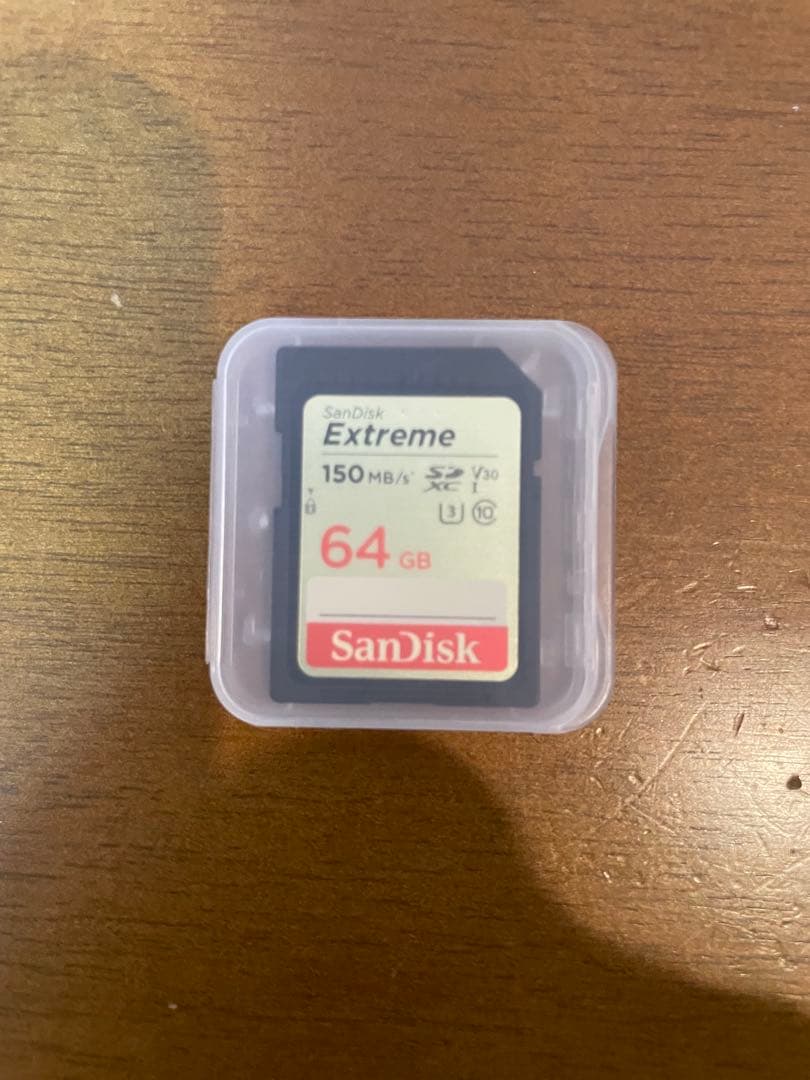 SanDisk
Extreme
150 MB/s* SD XC V30 I
3 10
64 GB
SanDisk